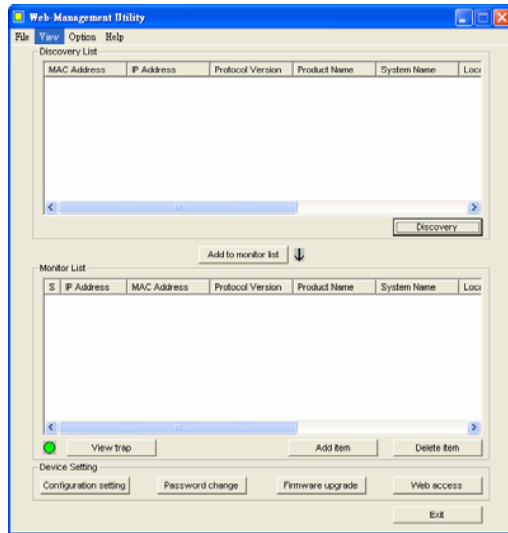 Web-Management Utility
File View Option Help
Discovery List
MAC Address IP Address Protocol Version Product Name System Name Loca
Discovery
Add to monitor list
Monitor List
S IP Address MAC Address Protocol Version Product Name System Name Loca
View trap Add item Delete item
Device Setting
Configuration setting Password change Firmware upgrade Web access
Exit